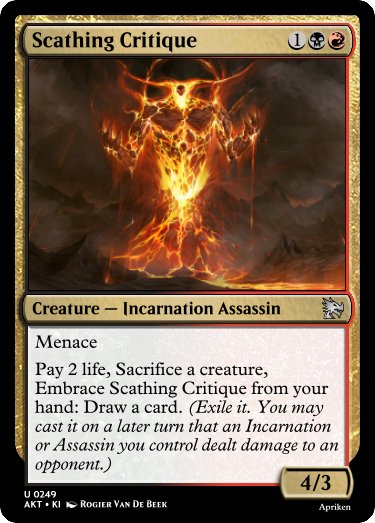 Scathing Critique 1
Creature — Incarnation Assassin
Menace
Pay 2 life, Sacrifice a creature,
Embrace Scathing Critique from your
hand: Draw a card. (Exile it. You may
cast it on a later turn that an Incarnation
or Assassin you control dealt damage to an
opponent.)
4/3
U 0249
AKT • KI Rogier Van De Beek
Apriken